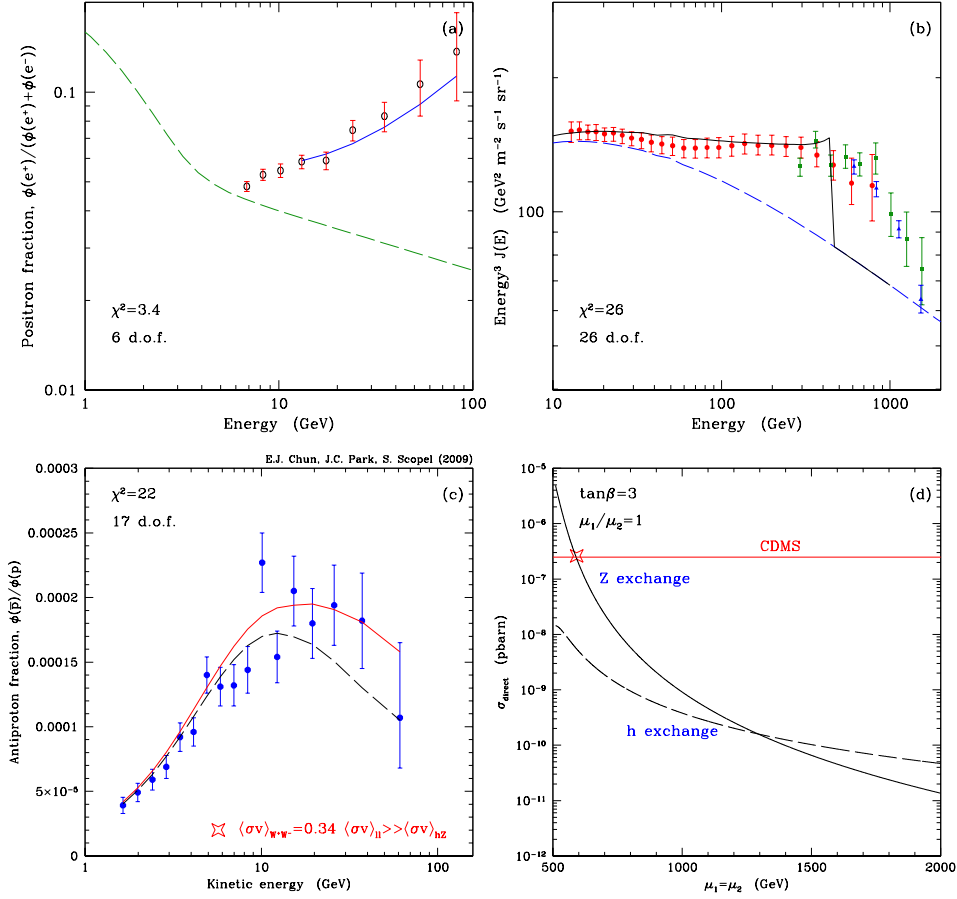 (a)
Positron fraction, ϕ(e⁺)/(ϕ(e⁺)+ϕ(e⁻))
0.1
0.01
χ²=3.4
6 d.o.f.
1
10
100
Energy (GeV)
(b)
Energy³ J(E) (GeV² m⁻² s⁻¹ sr⁻¹)
100
χ²=26
26 d.o.f.
10
100
1000
Energy (GeV)
E.J. Chun, J.C. Park, S. Scopel (2009)
(c)
χ²=22
17 d.o.f.
Antiproton fraction, ϕ(p̅)/ϕ(p)
0.0003
0.00025
0.0002
0.00015
0.0001
5×10⁻⁵
0
⟨σv⟩W⁺W⁻=0.34 ⟨σv⟩ll>>⟨σv⟩hZ
1
10
100
Kinetic energy (GeV)
(d)
tanβ=3
μ₁/μ₂=1
CDMS
Z exchange
h exchange
σdirect (pbarn)
10⁻⁵
10⁻⁶
10⁻⁷
10⁻⁸
10⁻⁹
10⁻¹⁰
10⁻¹¹
10⁻¹²
500
1000
1500
2000
μ₁=μ₂ (GeV)